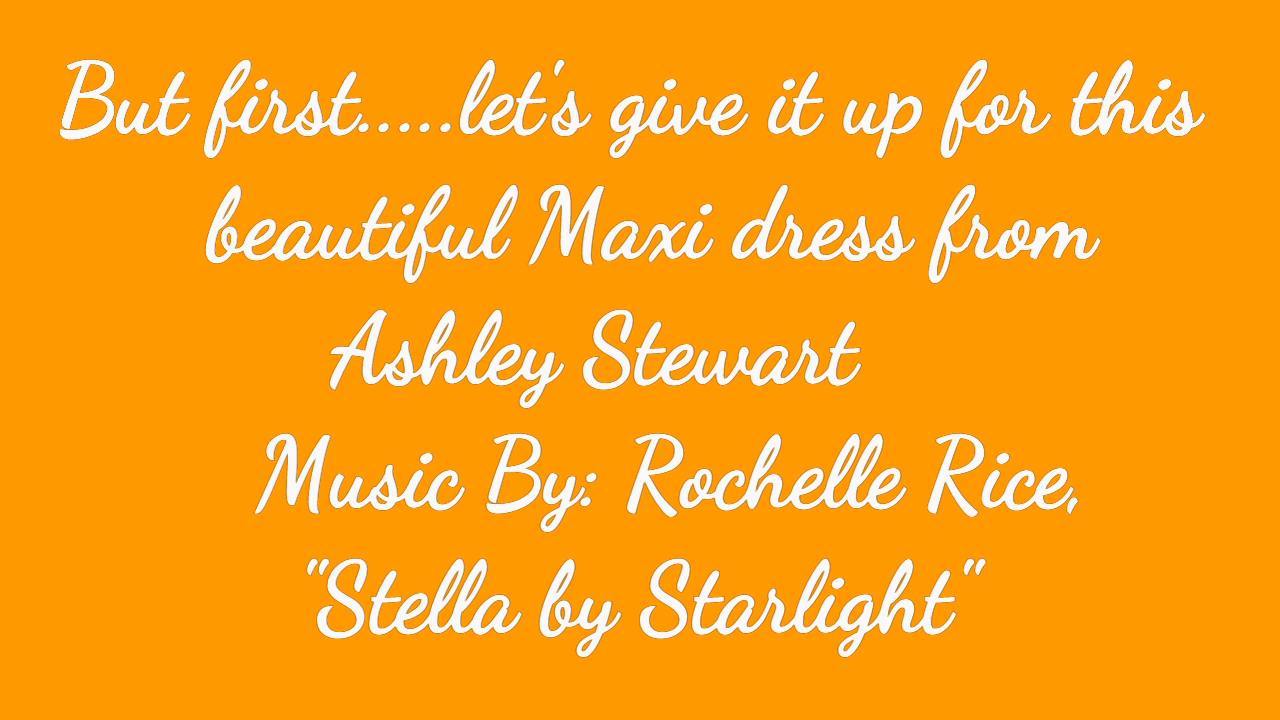 But first.....let's give it up for this
beautiful Maxi dress from
Ashley Stewart
Music By: Rochelle Rice,
"Stella by Starlight"